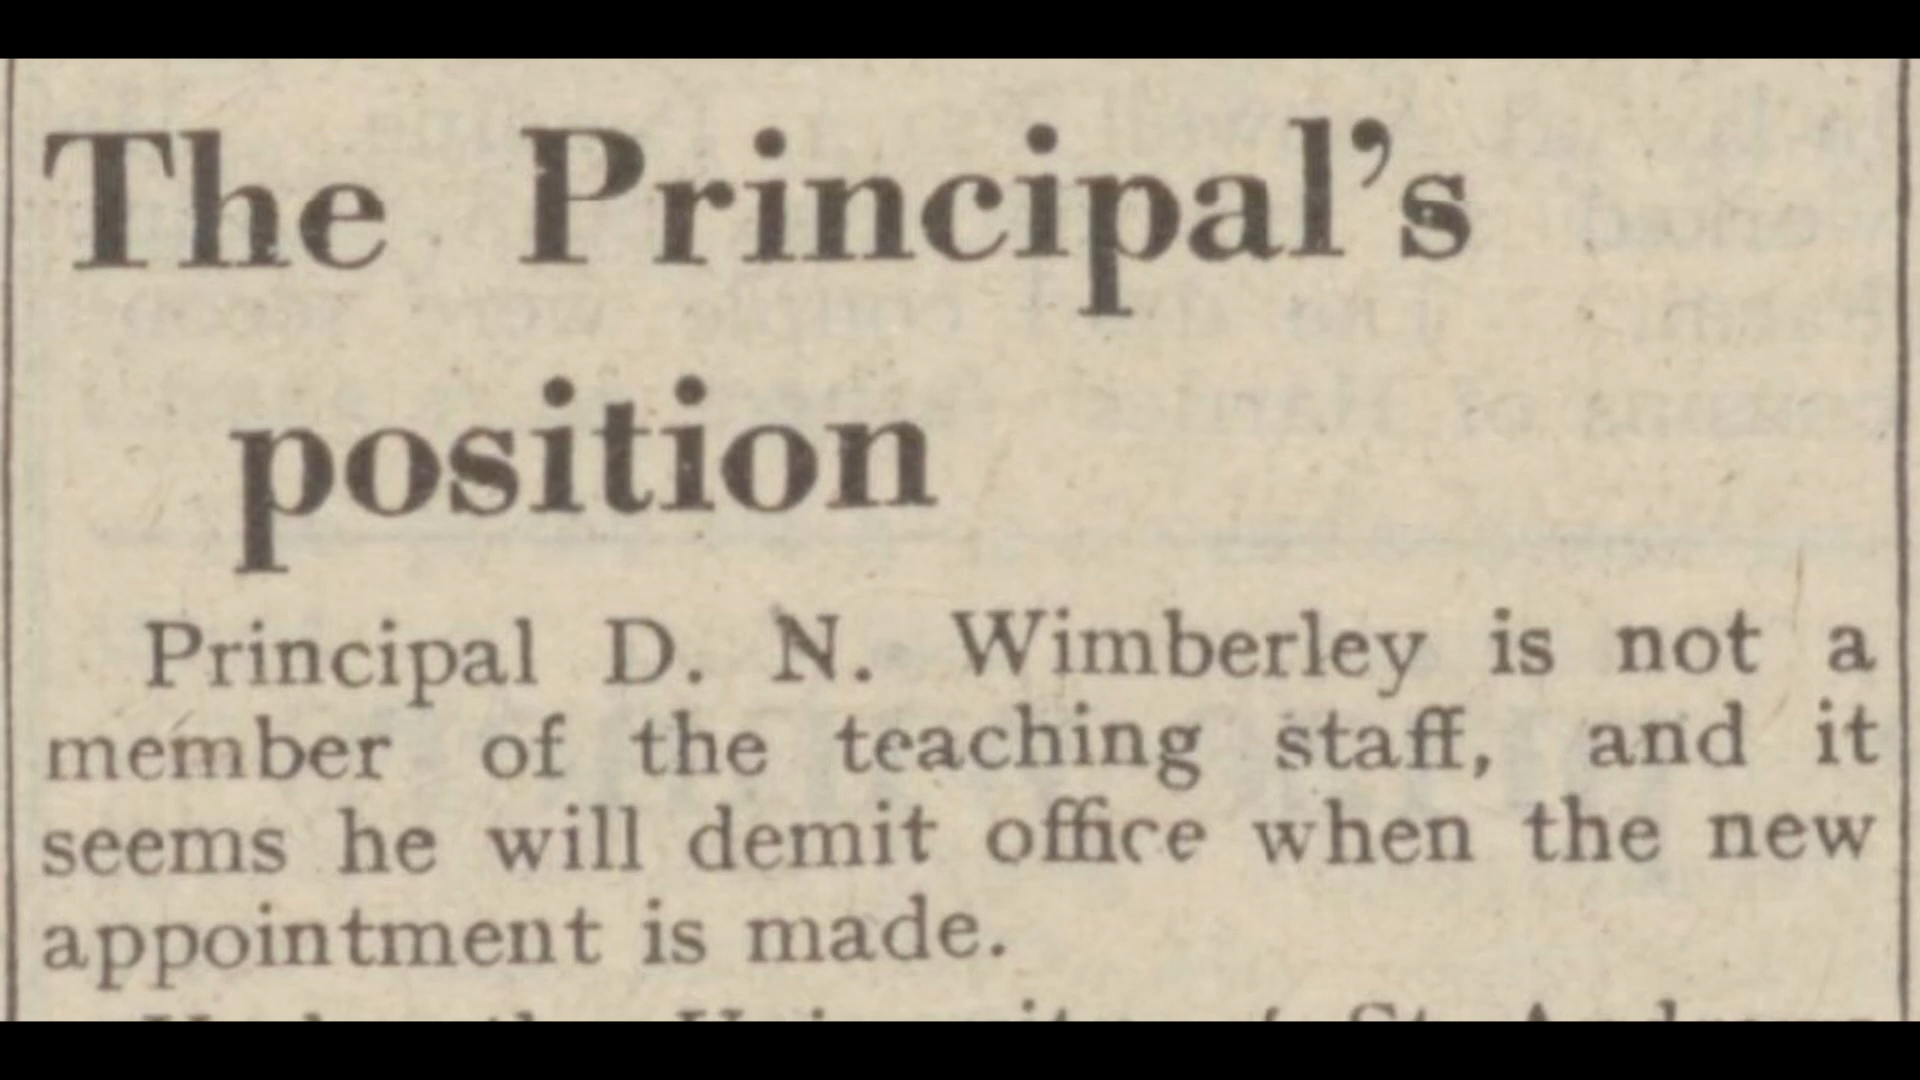 The Principal's
position
Principal D. N. Wimberley is not a
member of the teaching staff, and it
seems he will demit office when the new
appointment is made.